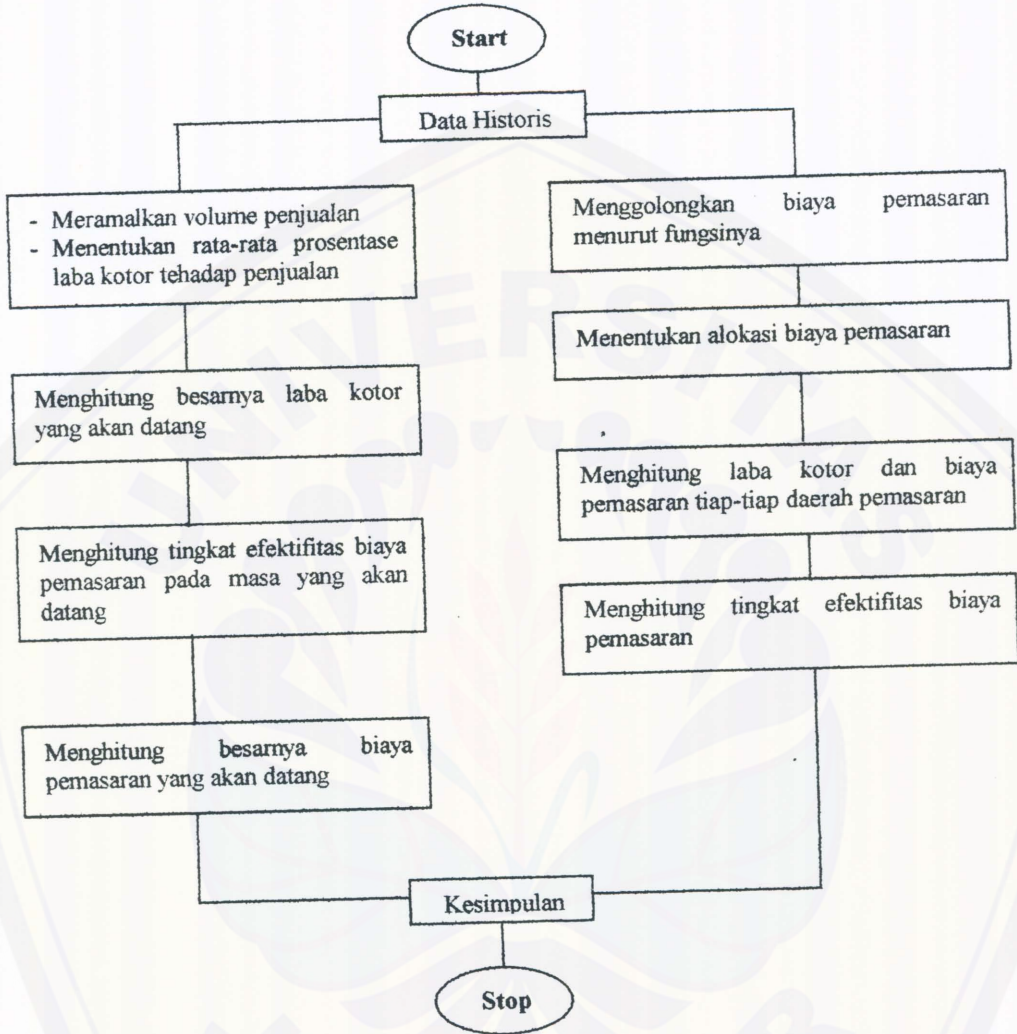 Start
Data Historis
- Meramalkan volume penjualan
- Menentukan rata-rata prosentase
laba kotor tehadap penjualan
Menghitung besarnya laba kotor
yang akan datang
Menghitung tingkat efektifitas biaya
pemasaran pada masa yang akan
datang
Menghitung besarnya biaya
pemasaran yang akan datang
Menggolongkan biaya pemasaran
menurut fungsinya
Menentukan alokasi biaya pemasaran
Menghitung laba kotor dan biaya
pemasaran tiap-tiap daerah pemasaran
Menghitung tingkat efektifitas biaya
pemasaran
Kesimpulan
Stop
UNIVERSITAS